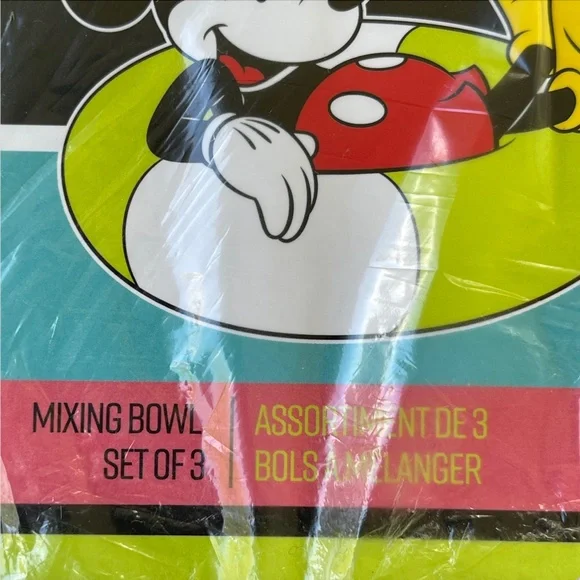 MIXING BOWL
SET OF 3
ASSORTIMENT DE 3
BOLS À MÉLANGER